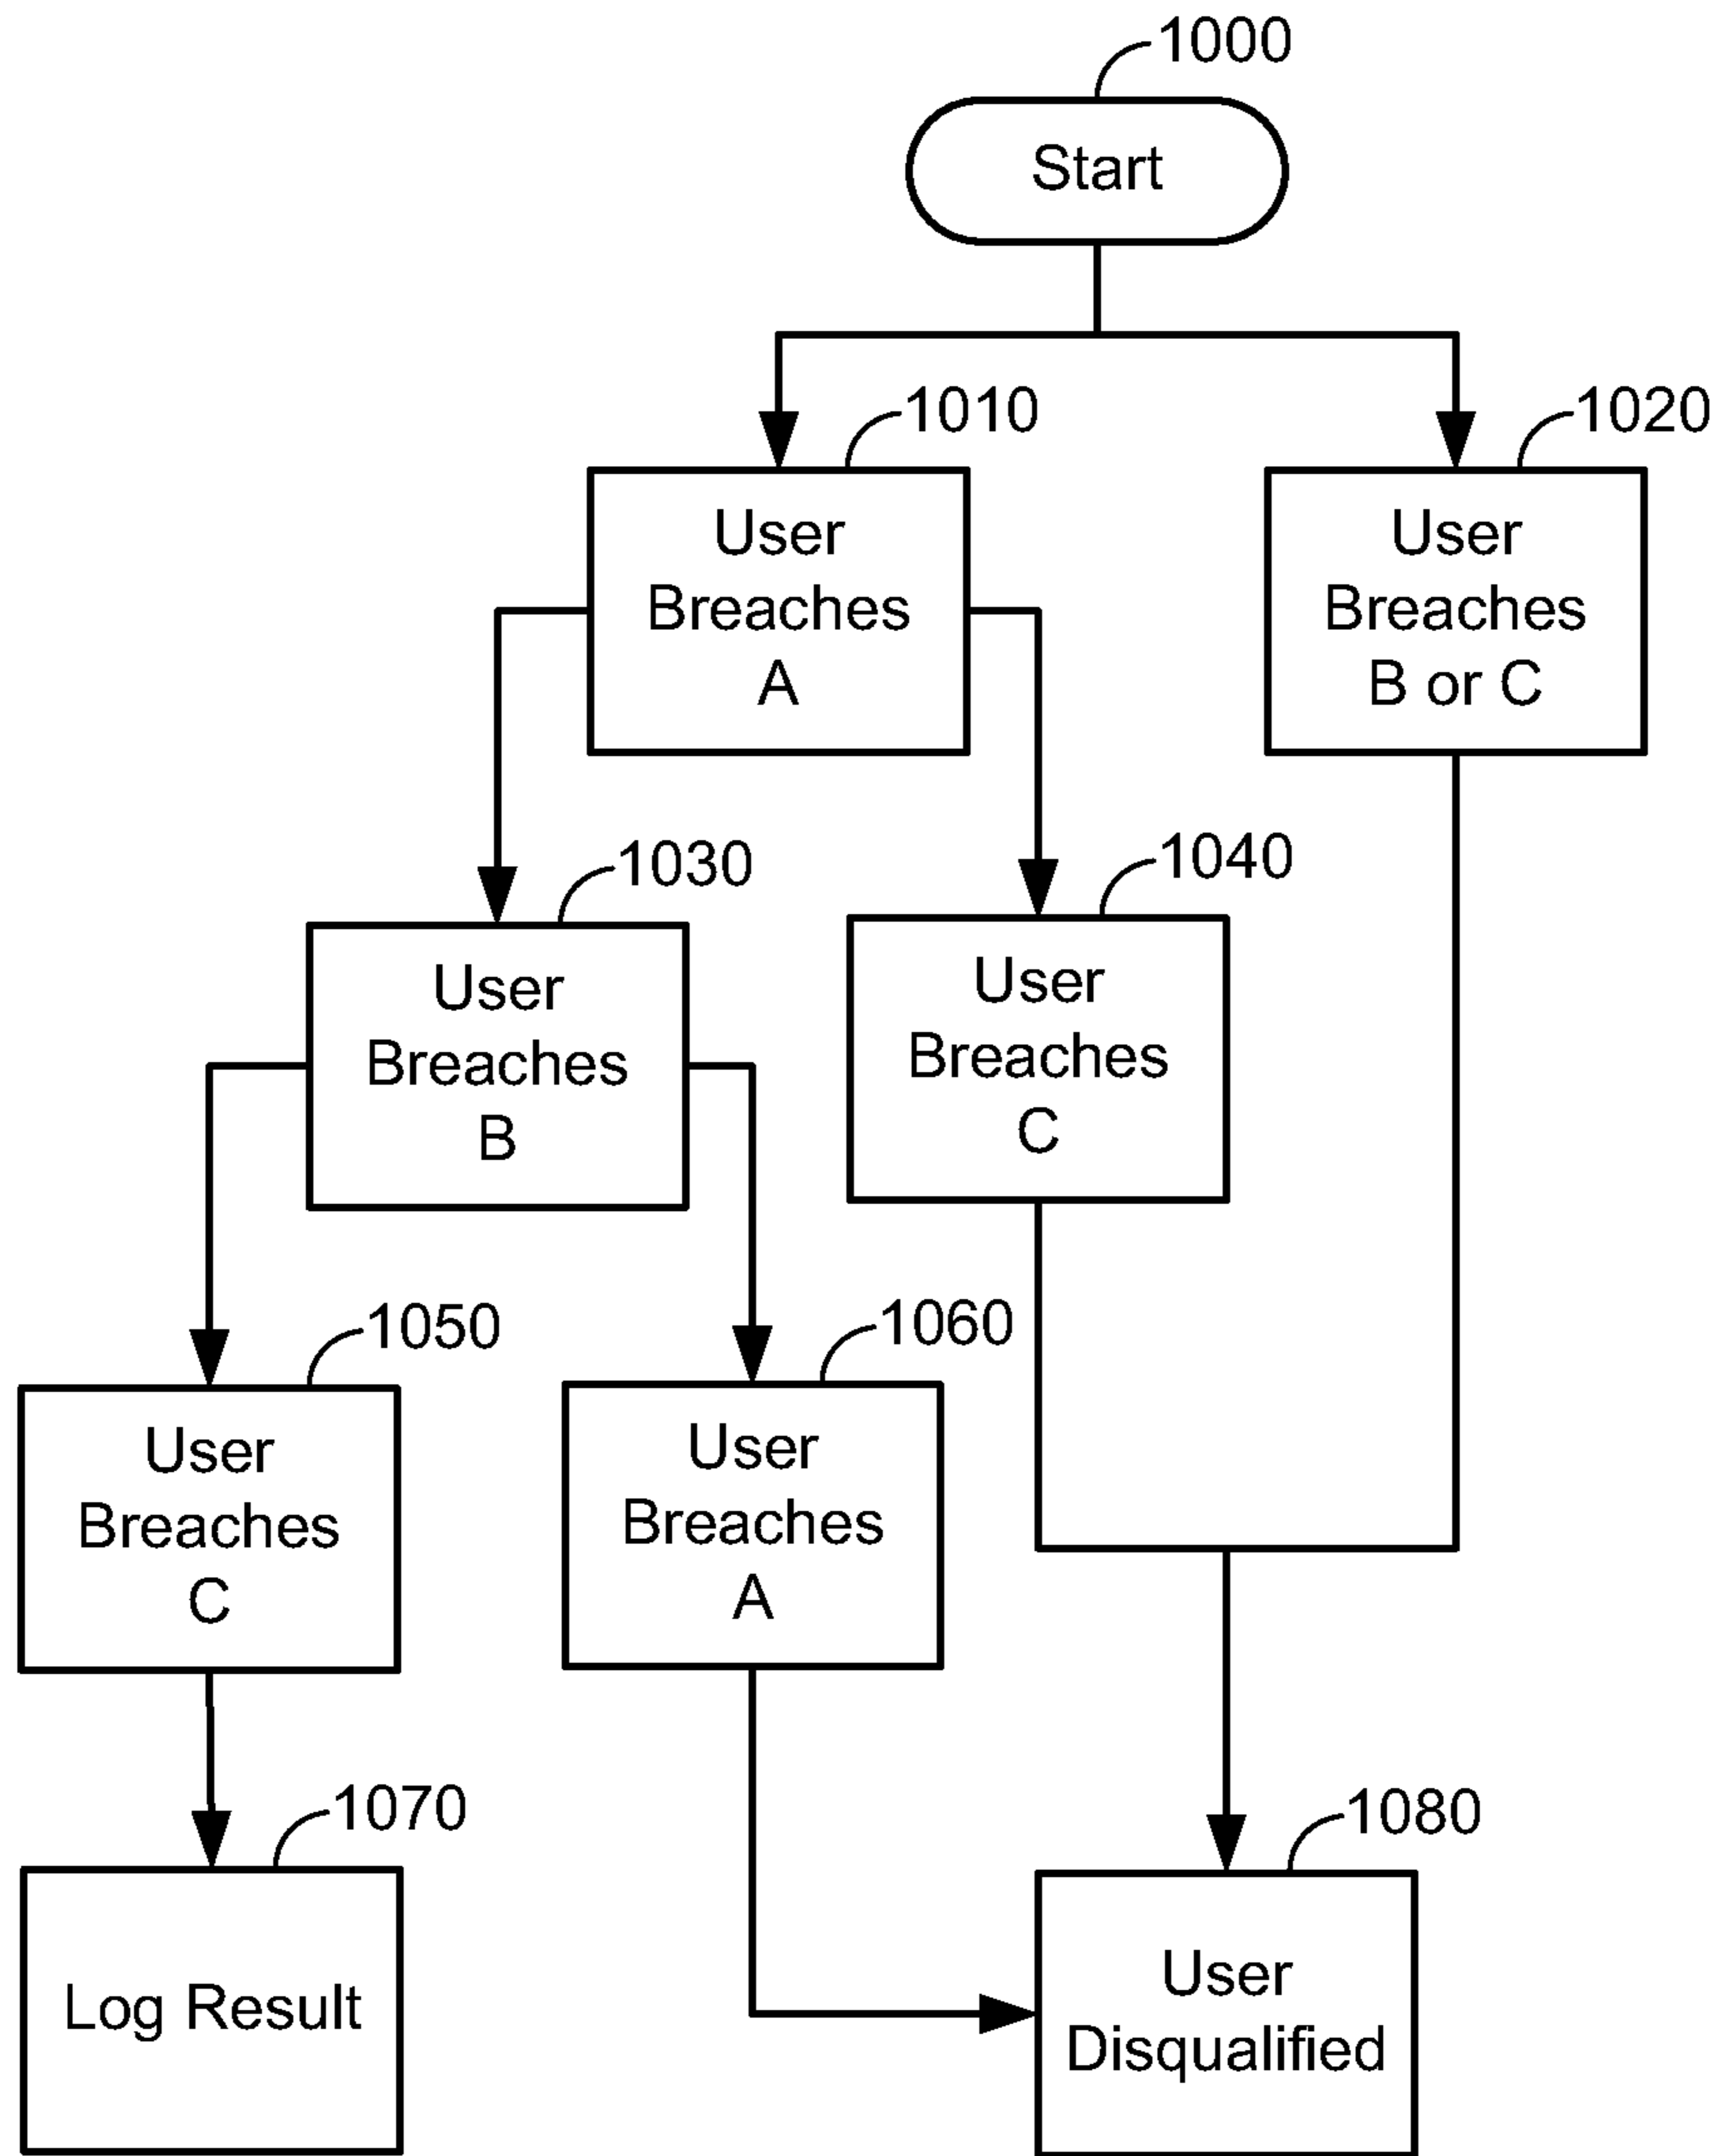 1000
Start
1010
1020
User
Breaches
A
User
Breaches
B or C
1030
1040
User
Breaches
B
User
Breaches
C
1050
1060
User
Breaches
C
User
Breaches
A
1070
1080
Log Result
User
Disqualified